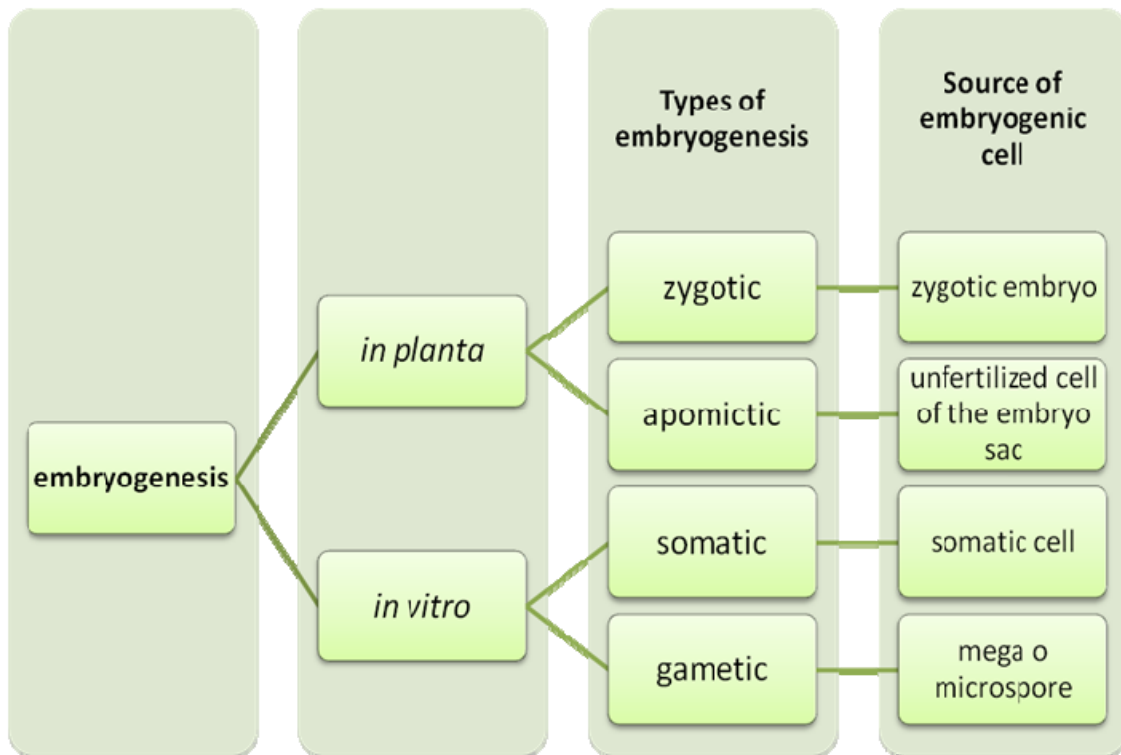 Types of
embryogenesis
Source of
embryogenic
cell
embryogenesis
in planta
in vitro
zygotic
zygotic embryo
apomictic
unfertilized cell
of the embryo
sac
somatic
somatic cell
gametic
mega o
microspore